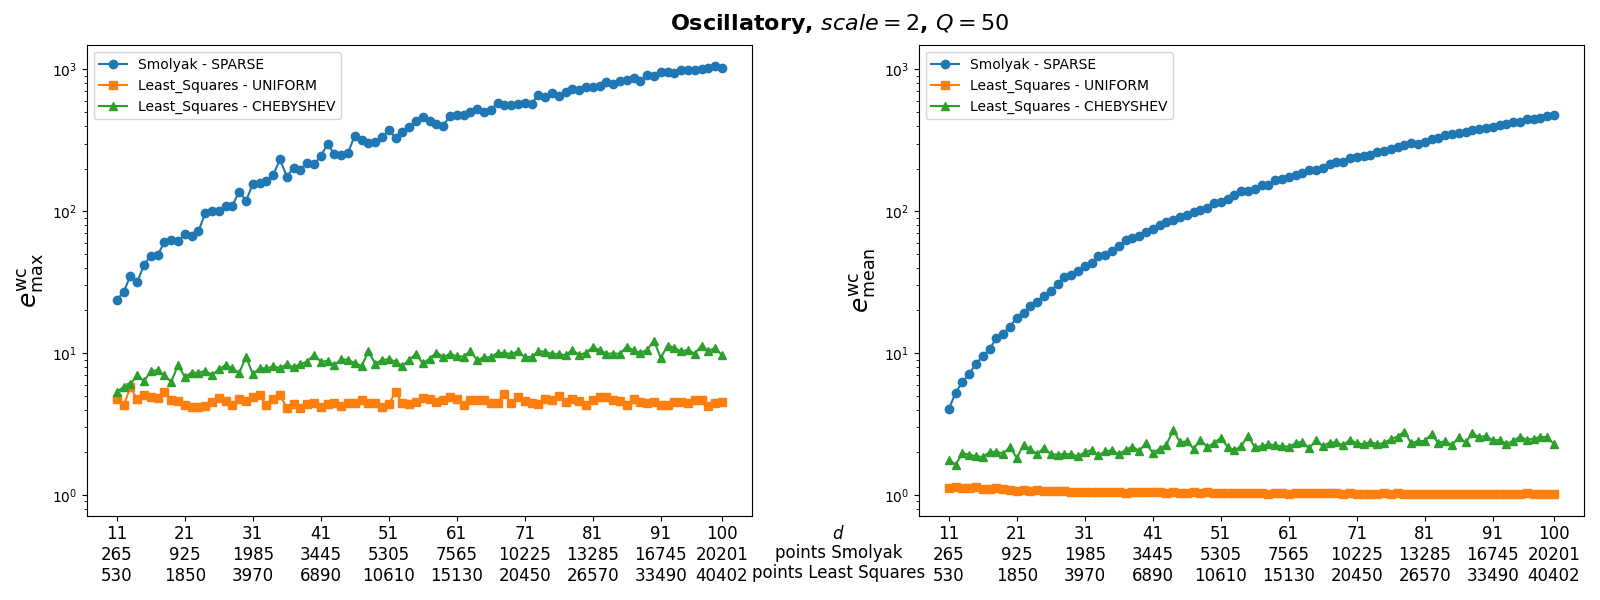 Oscillatory, scale = 2, Q = 50
Smolyak - SPARSE
Least_Squares - UNIFORM
Least_Squares - CHEBYSHEV
10³
10²
10¹
10⁰
e^wc_max
11 21 31 41 51 61 71 81 91 100
265 925 1985 3445 5305 7565 10225 13285 16745 20201
530 1850 3970 6890 10610 15130 20450 26570 33490 40402
d
points Smolyak
points Least Squares
Smolyak - SPARSE
Least_Squares - UNIFORM
Least_Squares - CHEBYSHEV
10³
10²
10¹
10⁰
e^wc_mean
11 21 31 41 51 61 71 81 91 100
265 925 1985 3445 5305 7565 10225 13285 16745 20201
530 1850 3970 6890 10610 15130 20450 26570 33490 40402